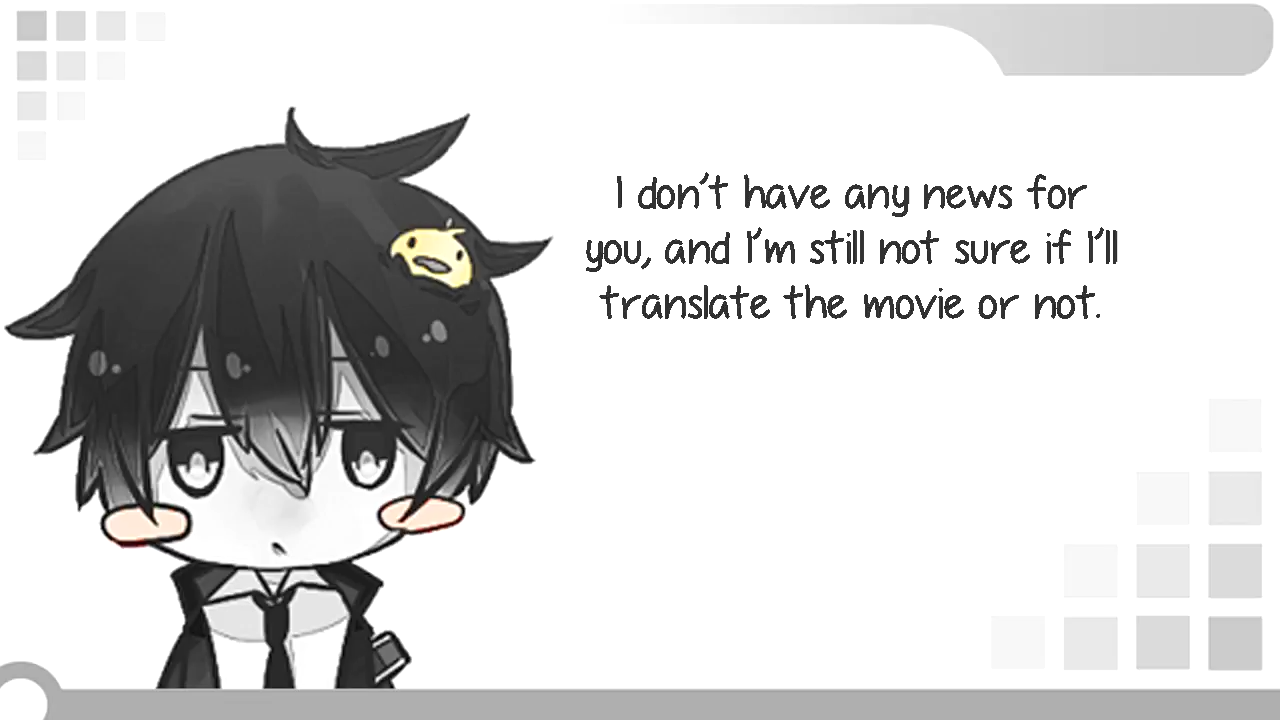 I don't have any news for
you, and I'm still not sure if I'll
translate the movie or not.